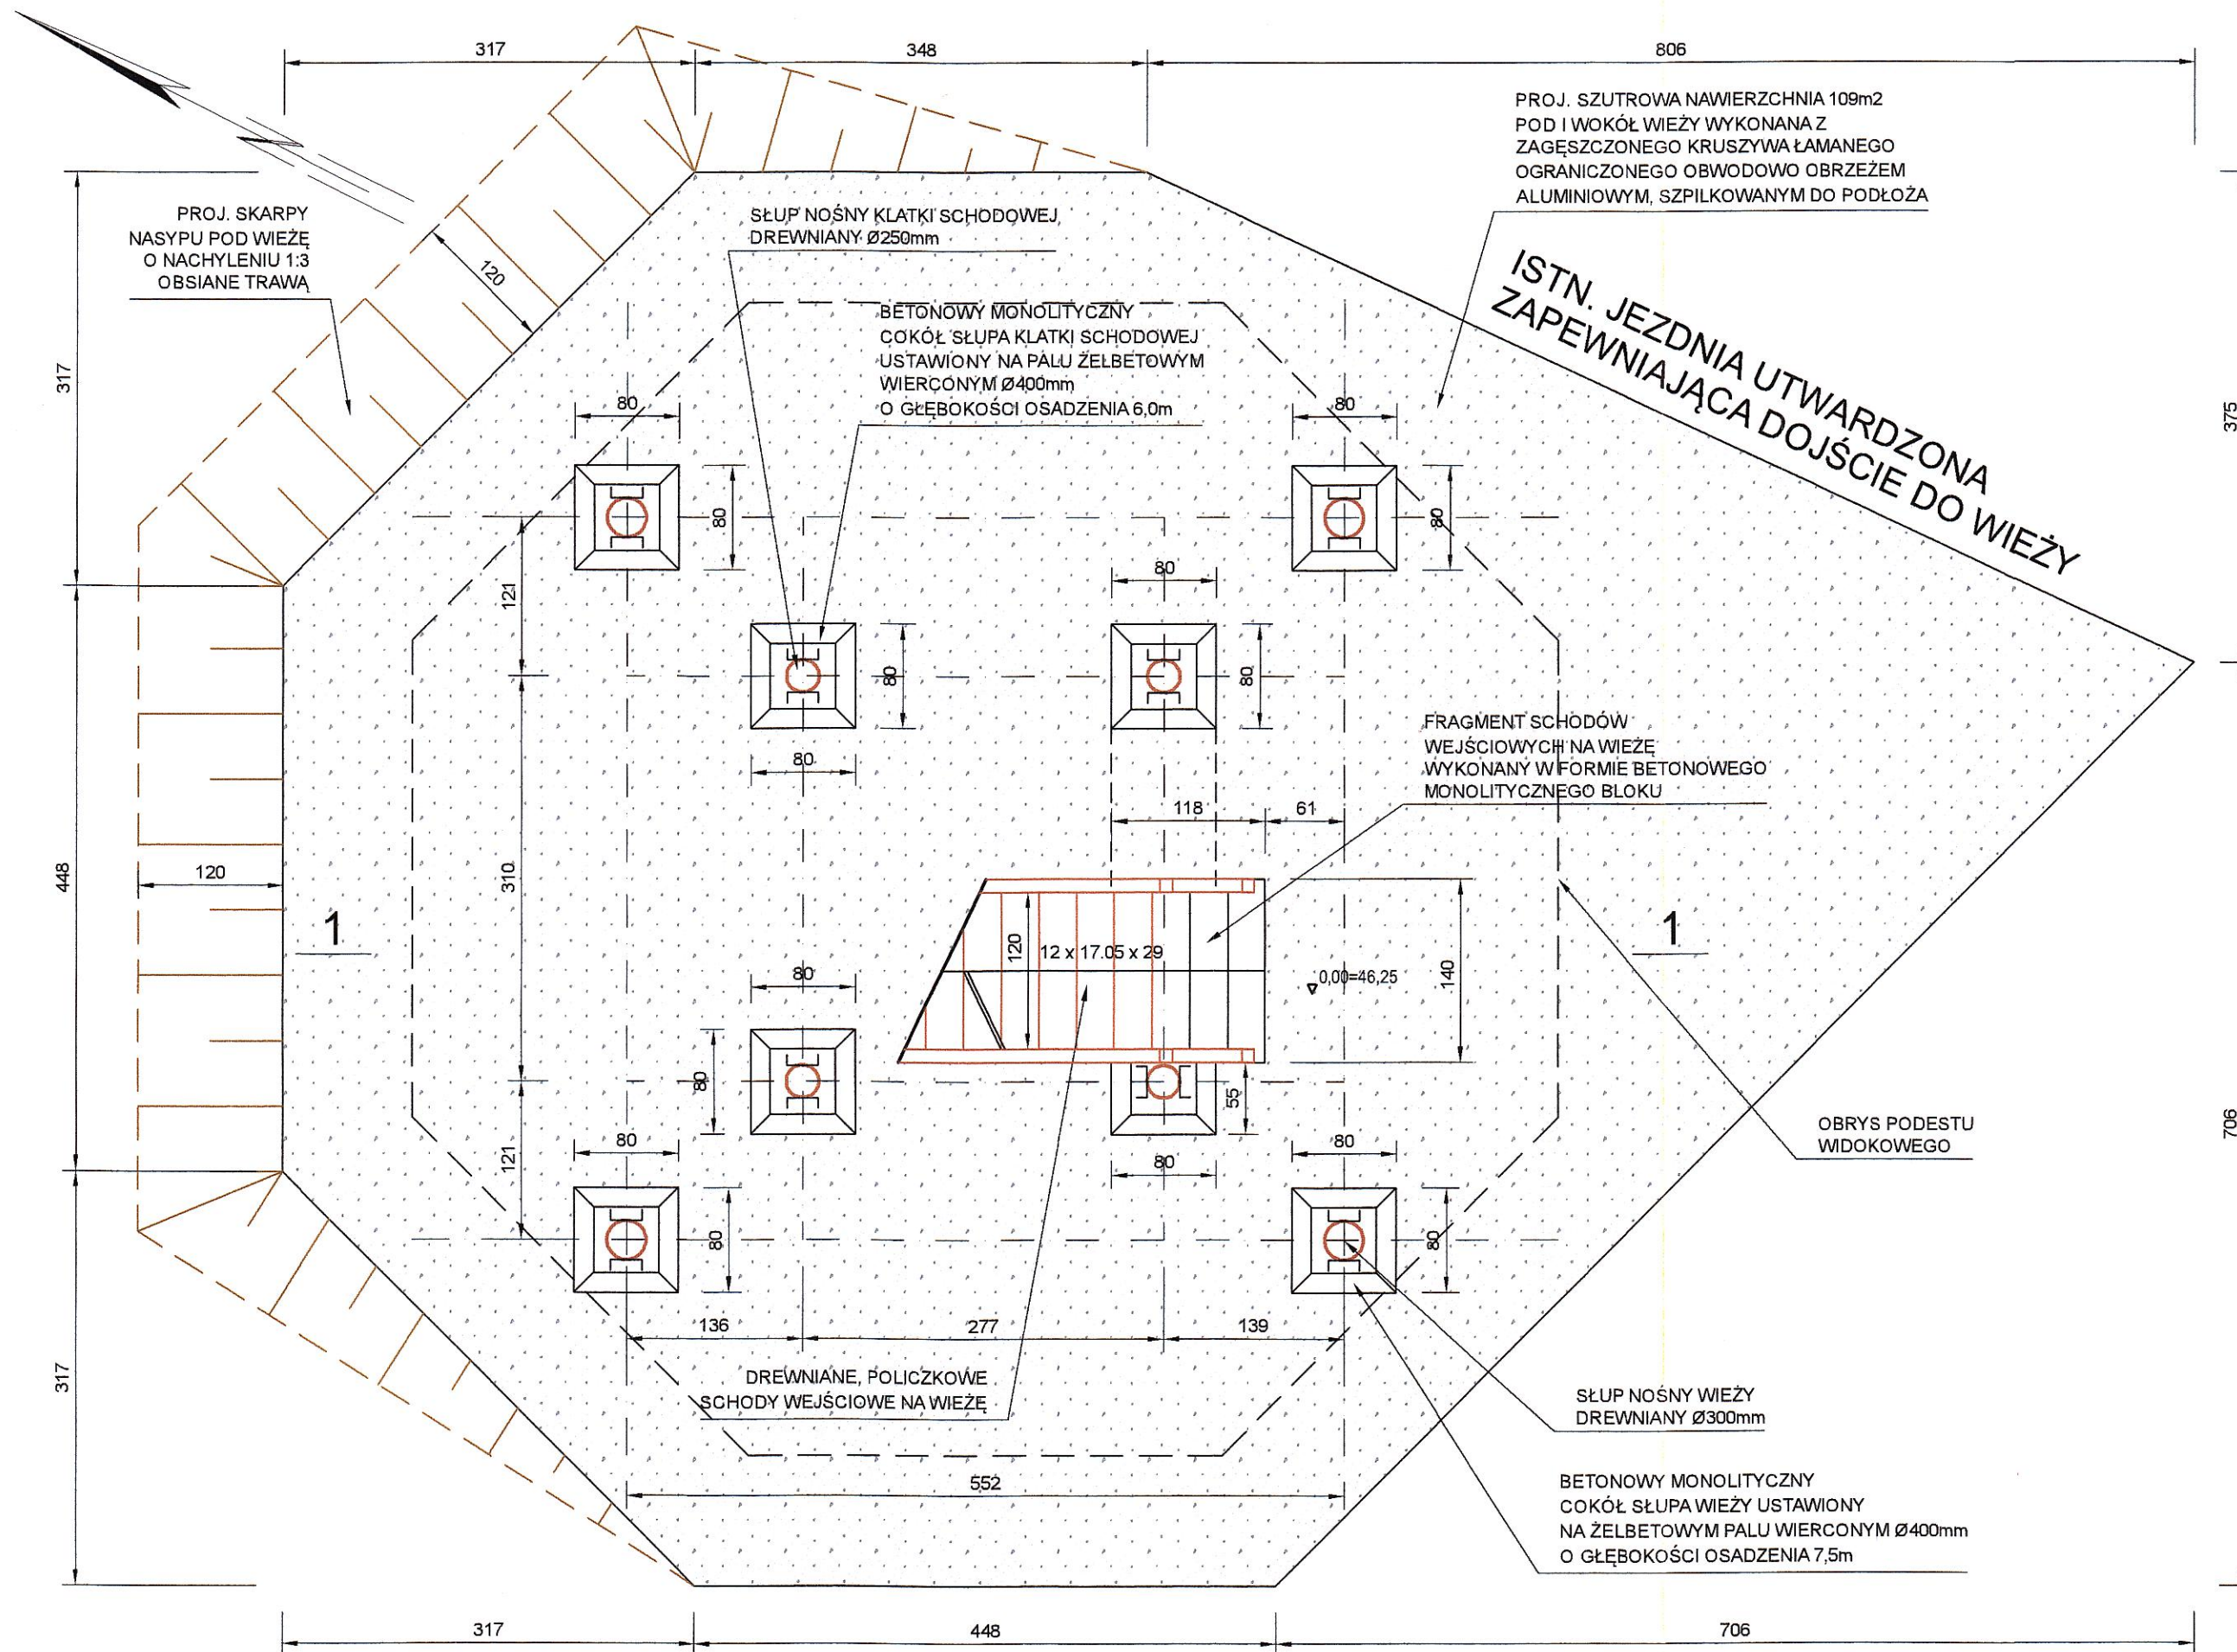 317
348
806
PROJ. SZUTROWA NAWIERZCHNIA 109m2
POD I WOKÓŁ WIEŻY WYKONANA Z
ZAGĘSZCZONEGO KRUSZYWA ŁAMANEGO
OGRANICZONEGO OBWODOWO OBRZEŻEM
ALUMINIOWYM, SZPILKOWANYM DO PODŁOŻA
PROJ. SKARPY
NASYPU POD WIEŻĘ
O NACHYLENIU 1:3
OBSIANE TRAWĄ
120
SŁUP NOŚNY KLATKI SCHODOWEJ
DREWNIANY Ø250mm
BETONOWY MONOLITYCZNY
COKÓŁ SŁUPA KLATKI SCHODOWEJ
USTAWIONY NA PALU ŻELBETOWYM
WIERCONYM Ø400mm
O GŁĘBOKOŚCI OSADZENIA 6,0m
ISTN. JEZDNIA UTWARDZONA
ZAPEWNIAJĄCA DOJŚCIE DO WIEŻY
317
375
80
80
80
80
121
80
80
80
80
FRAGMENT SCHODÓW
WEJŚCIOWYCH NA WIEŻĘ
WYKONANY W FORMIE BETONOWEGO
MONOLITYCZNEGO BLOKU
118
61
448
120
310
1
1
120
12 x 17.05 x 29
0,00=46,25
140
80
80
55
80
121
80
80
80
80
706
OBRYS PODESTU
WIDOKOWEGO
136
277
139
DREWNIANE, POLICZKOWE
SCHODY WEJŚCIOWE NA WIEŻĘ
317
552
SŁUP NOŚNY WIEŻY
DREWNIANY Ø300mm
BETONOWY MONOLITYCZNY
COKÓŁ SŁUPA WIEŻY USTAWIONY
NA ŻELBETOWYM PALU WIERCONYM Ø400mm
O GŁĘBOKOŚCI OSADZENIA 7,5m
317
448
706